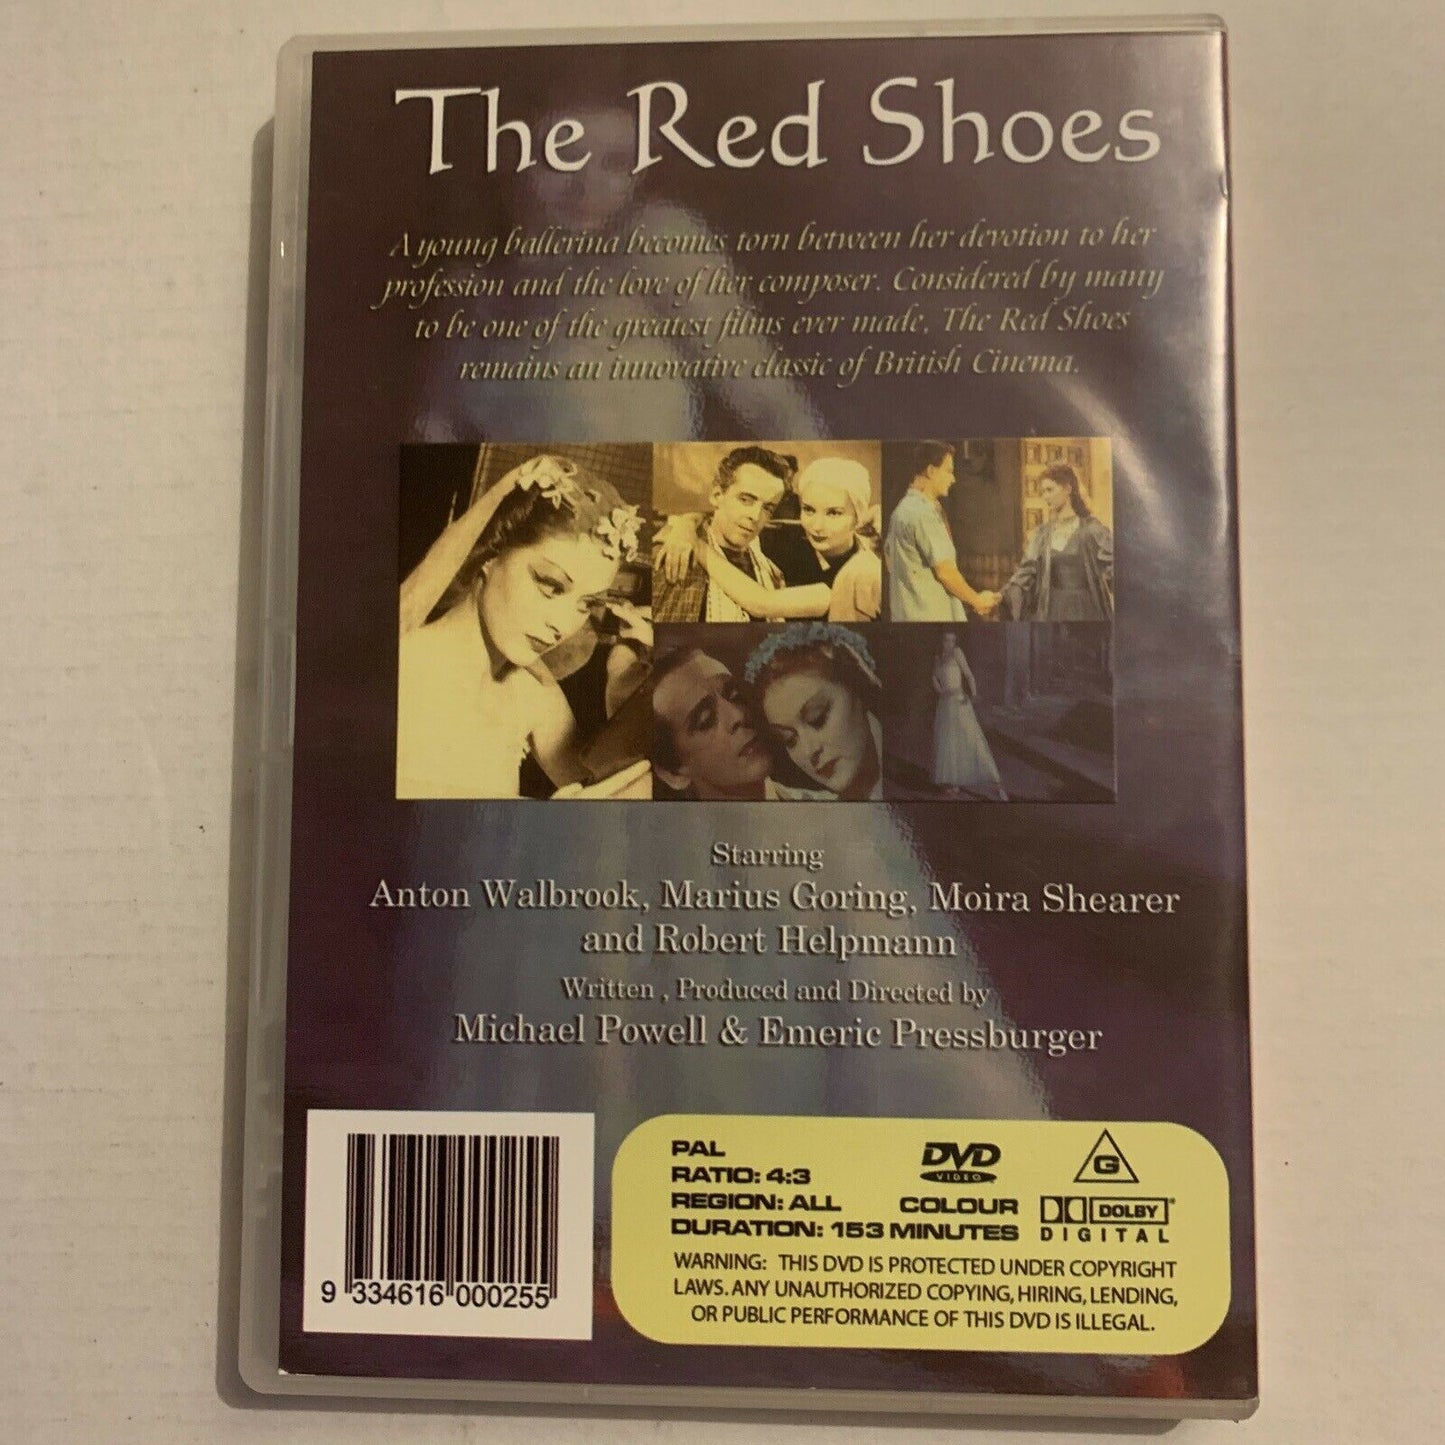 The Red Shoes
A young ballerina becomes torn between her devotion to her
profession and the love of her composer. Considered by many
to be one of the greatest films ever made, The Red Shoes
remains an innovative classic of British Cinema.
Starring
Anton Walbrook, Marius Goring, Moira Shearer
and Robert Helpmann
Written , Produced and Directed by
Michael Powell & Emeric Pressburger
9 334616 000255
PAL
RATIO: 4:3
REGION: ALL
DURATION: 153 MINUTES
DVD
VIDEO
COLOUR
G
DOLBY
DIGITAL
WARNING: THIS DVD IS PROTECTED UNDER COPYRIGHT
LAWS. ANY UNAUTHORIZED COPYING, HIRING, LENDING,
OR PUBLIC PERFORMANCE OF THIS DVD IS ILLEGAL.